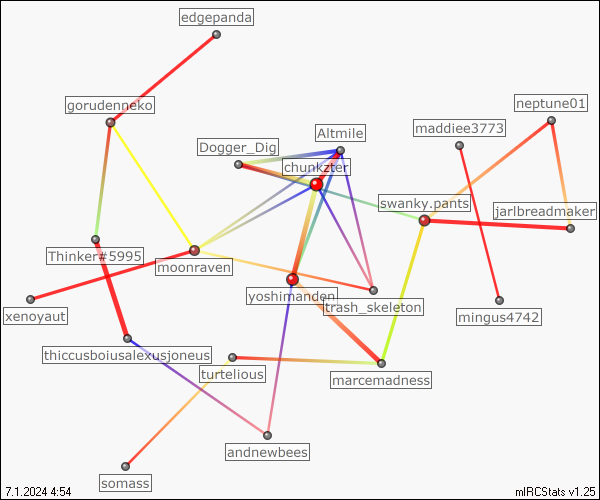 edgepanda
gorudenneko
neptune01
maddiee3773
Altmile
Dogger_Dig
chunkzter
swanky.parts
jarlbreadmaker
Thinker#5995
moonraven
yoshimanden
trash_skeleton
xenoyaut
mingus4742
thiccusboiusalexusjoneus
turtelious
marcemadness
andnewbees
somass
7.1.2024 4:54
mIRCStats v1.25